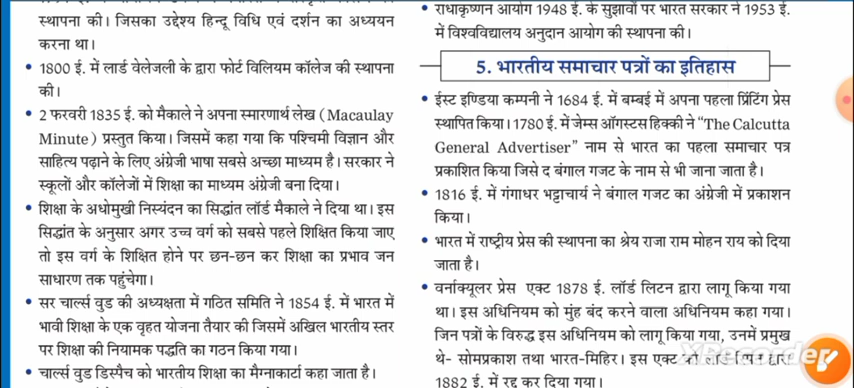 स्थापना की। जिसका उद्देश्य हिन्दू विधि एवं दर्शन का अध्ययन
करना था।
• 1800 ई. में लार्ड वेलेजली के द्वारा फोर्ट विलियम कॉलेज की स्थापना
की।
• 2 फरवरी 1835 ई. को मैकाले ने अपना स्मारणार्थ लेख (Macaulay
Minute) प्रस्तुत किया। जिसमें कहा गया कि पश्चिमी विज्ञान और
साहित्य पढ़ाने के लिए अंग्रेजी भाषा सबसे अच्छा माध्यम है। सरकार ने
स्कूलों और कॉलेजों में शिक्षा का माध्यम अंग्रेजी बना दिया।
• शिक्षा के अधोमुखी निस्यंदन का सिद्धांत लॉर्ड मैकाले ने दिया था। इस
सिद्धांत के अनुसार अगर उच्च वर्ग को सबसे पहले शिक्षित किया जाए
तो इस वर्ग के शिक्षित होने पर छन-छन कर शिक्षा का प्रभाव जन
साधारण तक पहुंचेगा।
• सर चार्ल्स वुड की अध्यक्षता में गठित समिति ने 1854 ई. में भारत में
भावी शिक्षा के एक वृहत योजना तैयार की जिसमें अखिल भारतीय स्तर
पर शिक्षा की नियामक पद्धति का गठन किया गया।
• चार्ल्स वुड डिस्पैच को भारतीय शिक्षा का मैग्नाकार्टा कहा जाता है।
• राधाकृष्णन आयोग 1948 ई. के सुझावों पर भारत सरकार ने 1953 ई.
में विश्वविद्यालय अनुदान आयोग की स्थापना की।
5. भारतीय समाचार पत्रों का इतिहास
• ईस्ट इण्डिया कम्पनी ने 1684 ई. में बम्बई में अपना पहला प्रिंटिंग प्रेस
स्थापित किया। 1780 ई. में जेम्स ऑगस्टस हिक्की ने "The Calcutta
General Advertiser" नाम से भारत का पहला समाचार पत्र
प्रकाशित किया जिसे द बंगाल गजट के नाम से भी जाना जाता है।
• 1816 ई. में गंगाधर भट्टाचार्य ने बंगाल गजट का अंग्रेजी में प्रकाशन
किया।
• भारत में राष्ट्रीय प्रेस की स्थापना का श्रेय राजा राम मोहन राय को दिया
जाता है।
• वर्नाक्यूलर प्रेस एक्ट 1878 ई. लॉर्ड लिटन द्वारा लागू किया गया
था। इस अधिनियम को मुंह बंद करने वाला अधिनियम कहा गया।
जिन पत्रों के विरुद्ध इस अधिनियम को लागू किया गया, उनमें प्रमुख
थे- सोमप्रकाश तथा भारत-मिहिर। इस एक्ट को लॉर्ड रिपन द्वारा
1882 ई. में रद्द कर दिया गया।
XRecorder